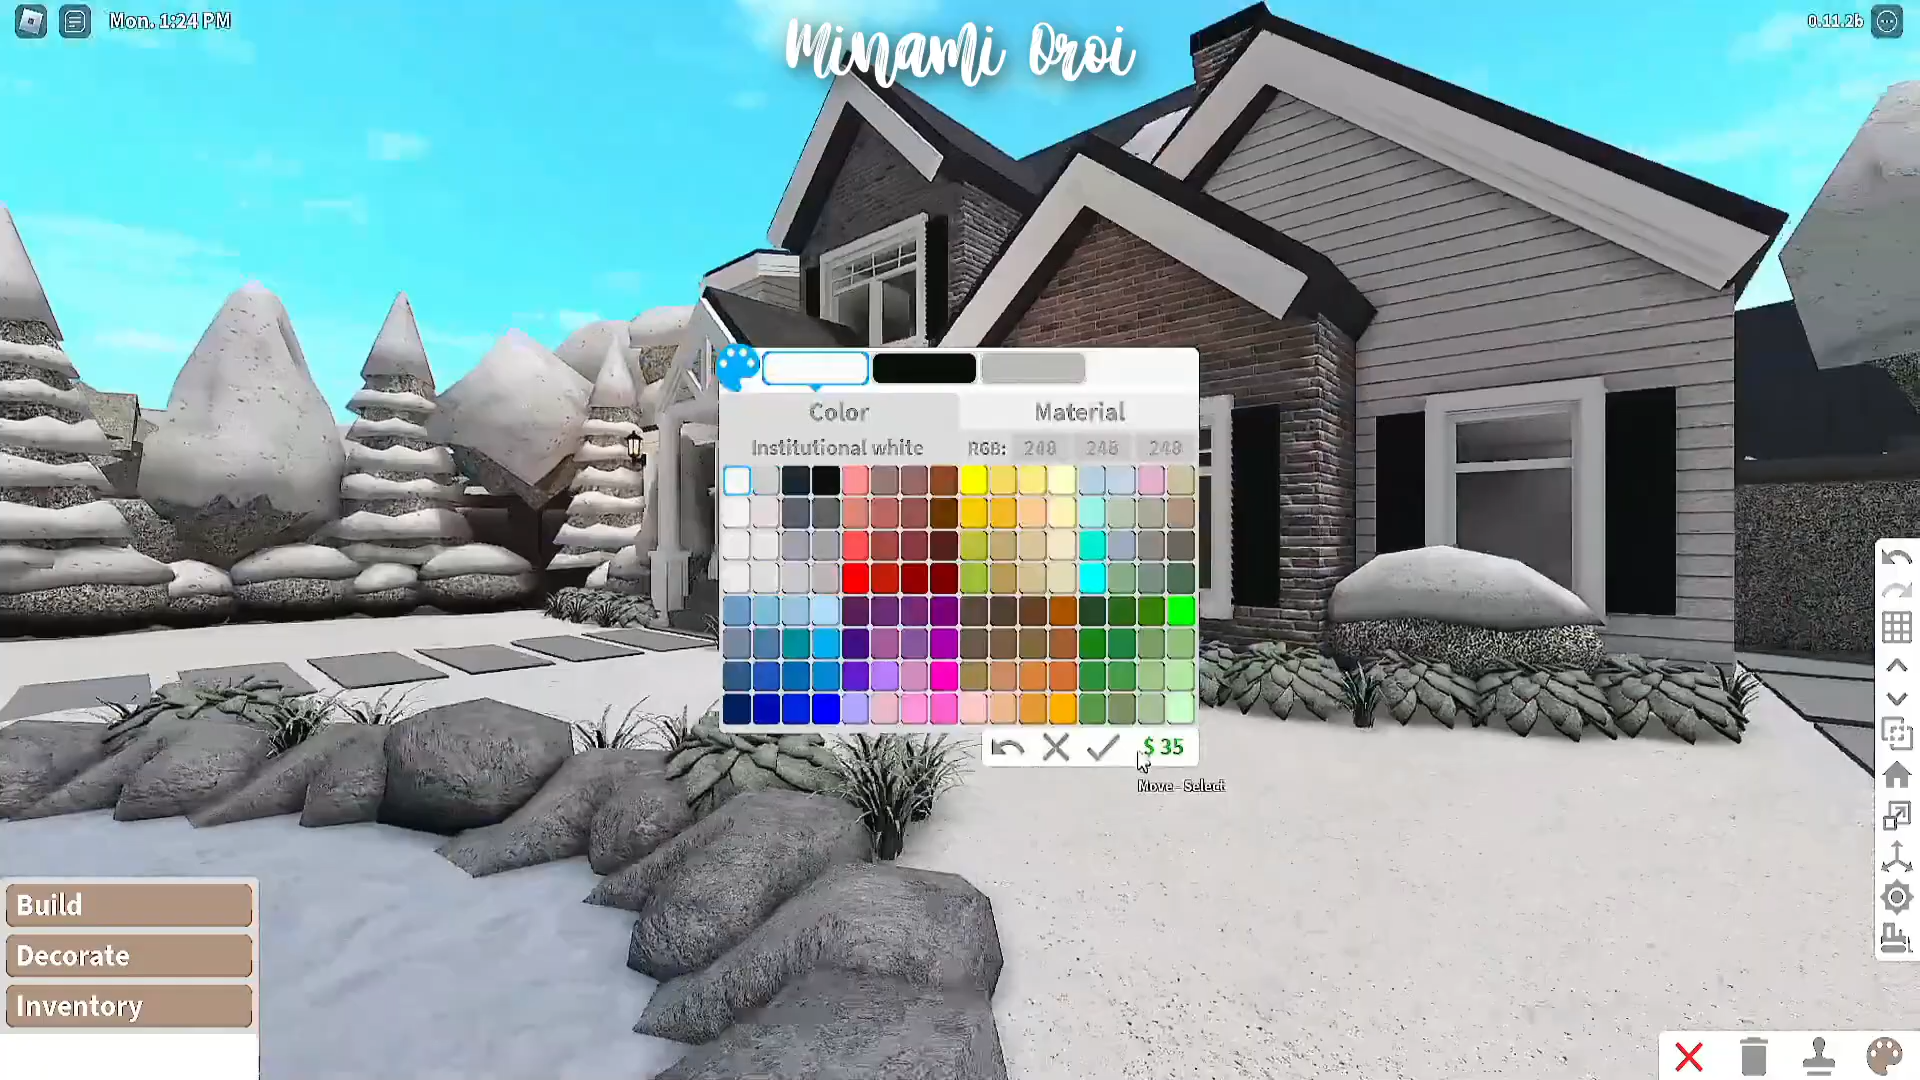 Mon. 1:24 PM
Minami Oroi
0.11.2b
Color
Material
Institutional white
RGB: 248 248 248
$ 35
Move - Select
Build
Decorate
Inventory